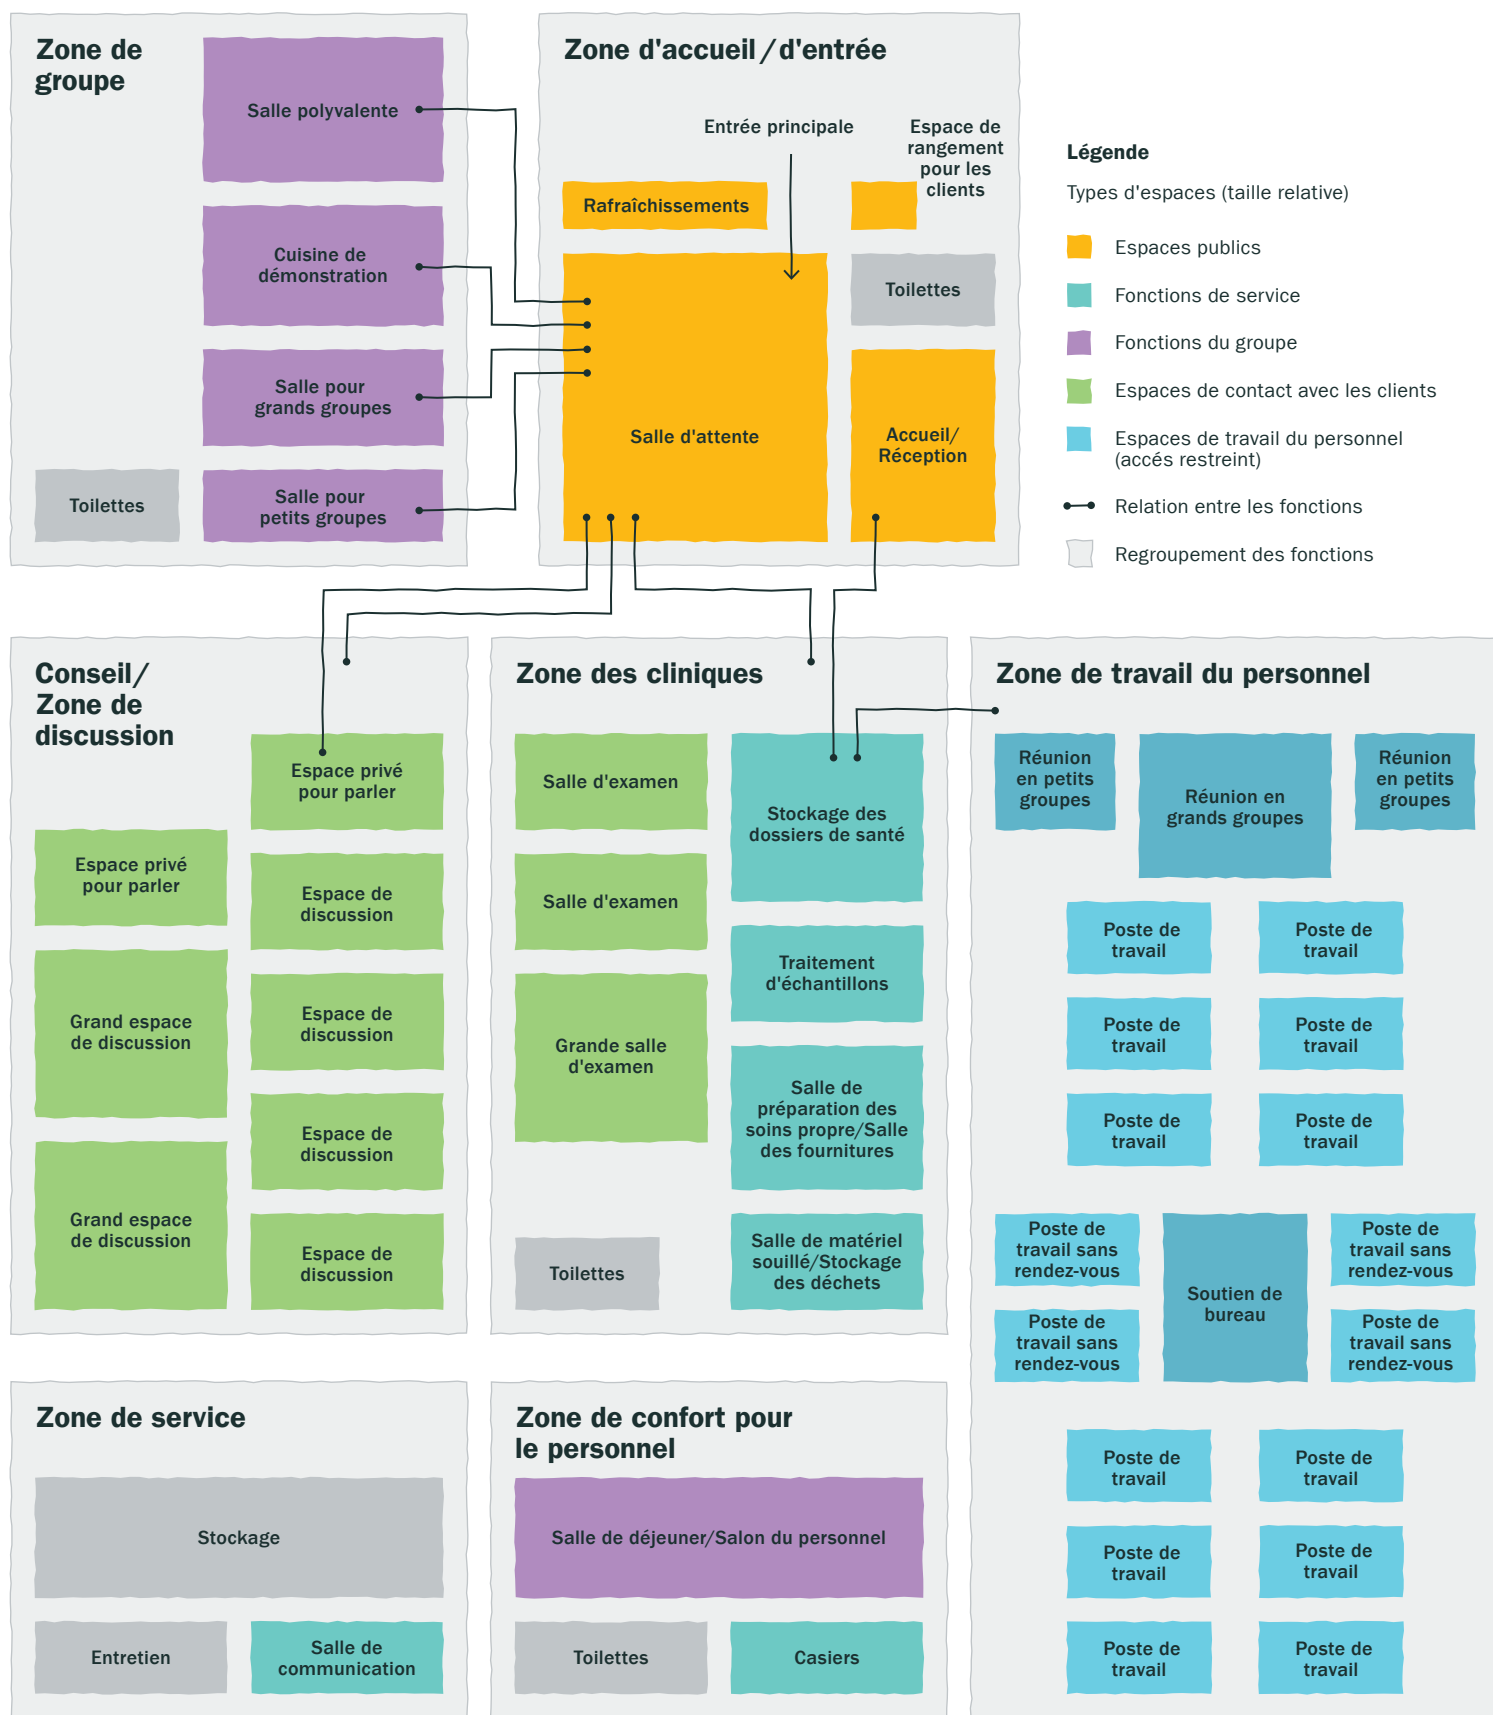 Zone de
groupe
Salle polyvalente
Cuisine de
démonstration
Salle pour
grands groupes
Toilettes
Salle pour
petits groupes
Zone d'accueil/d'entrée
Entrée principale
Espace de
rangement
pour les
clients
Rafraîchissements
Toilettes
Salle d'attente
Accueil/
Réception
Légende
Types d'espaces (taille relative)
Espaces publics
Fonctions de service
Fonctions du groupe
Espaces de contact avec les clients
Espaces de travail du personnel
(accés restreint)
Relation entre les fonctions
Regroupement des fonctions
Conseil/
Zone de
discussion
Espace privé
pour parler
Espace privé
pour parler
Espace de
discussion
Grand espace
de discussion
Espace de
discussion
Espace de
discussion
Grand espace
de discussion
Espace de
discussion
Zone des cliniques
Salle d'examen
Stockage des
dossiers de santé
Salle d'examen
Traitement
d'échantillons
Grande salle
d'examen
Salle de
préparation des
soins propre/Salle
des fournitures
Toilettes
Salle de matériel
souillé/Stockage
des déchets
Zone de travail du personnel
Réunion
en petits
groupes
Réunion en
grands groupes
Réunion
en petits
groupes
Poste de
travail
Poste de
travail
Poste de
travail
Poste de
travail
Poste de
travail
Poste de
travail
Poste de
travail sans
rendez-vous
Soutien de
bureau
Poste de
travail sans
rendez-vous
Poste de
travail sans
rendez-vous
Poste de
travail sans
rendez-vous
Poste de
travail
Poste de
travail
Poste de
travail
Poste de
travail
Poste de
travail
Poste de
travail
Zone de service
Stockage
Entretien
Salle de
communication
Zone de confort pour
le personnel
Salle de déjeuner/Salon du personnel
Toilettes
Casiers